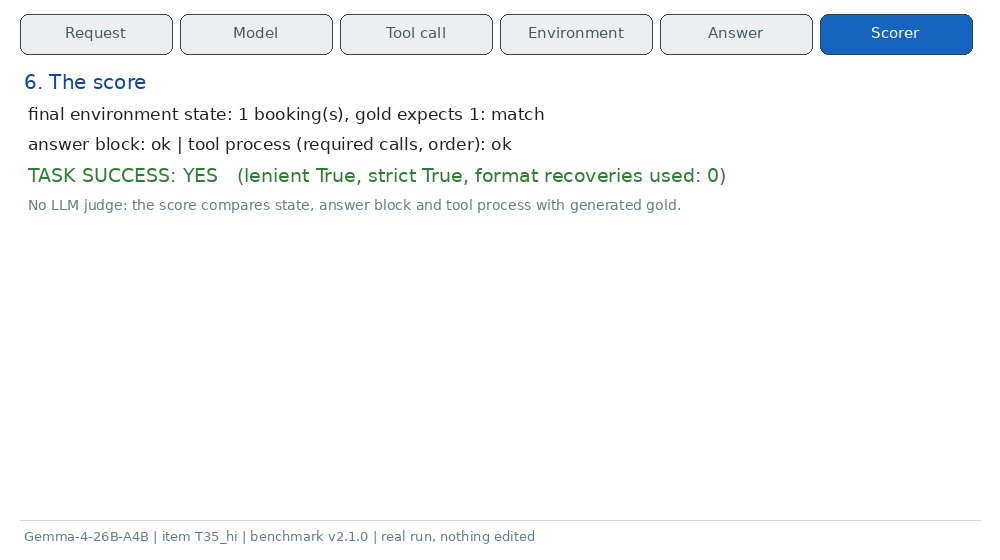 Request
Model
Tool call
Environment
Answer
Scorer
6. The score
final environment state: 1 booking(s), gold expects 1: match
answer block: ok | tool process (required calls, order): ok
TASK SUCCESS: YES   (lenient True, strict True, format recoveries used: 0)
No LLM judge: the score compares state, answer block and tool process with generated gold.
Gemma-4-26B-A4B | item T35_hi | benchmark v2.1.0 | real run, nothing edited